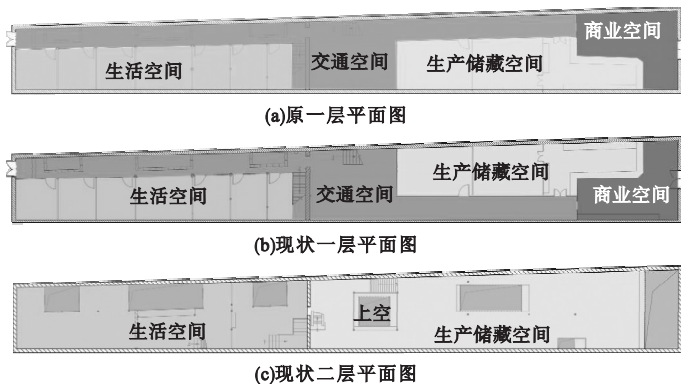 商业空间
生活空间
交通空间
生产储藏空间
(a)原一层平面图
生产储藏空间
生活空间
交通空间
商业空间
(b)现状一层平面图
生活空间
上空
生产储藏空间
(c)现状二层平面图